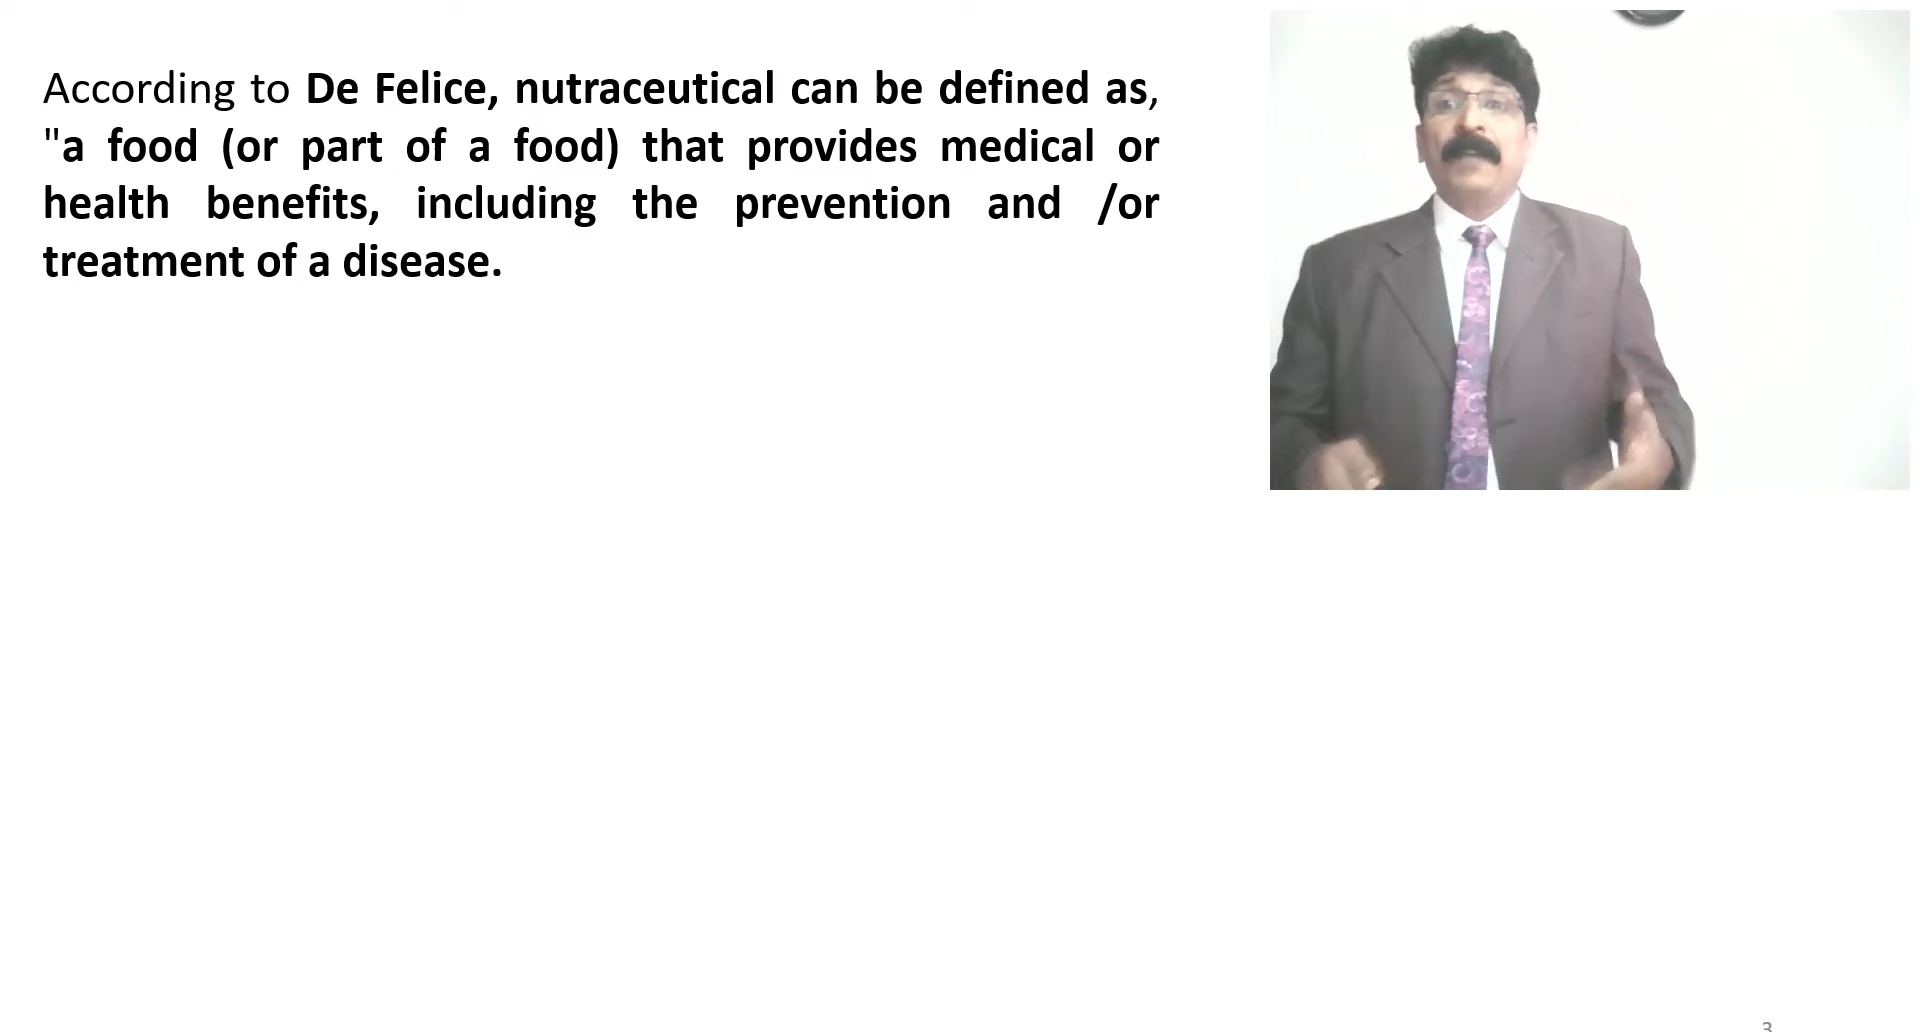 According to De Felice, nutraceutical can be defined as,
"a food (or part of a food) that provides medical or
health benefits, including the prevention and /or
treatment of a disease.
3